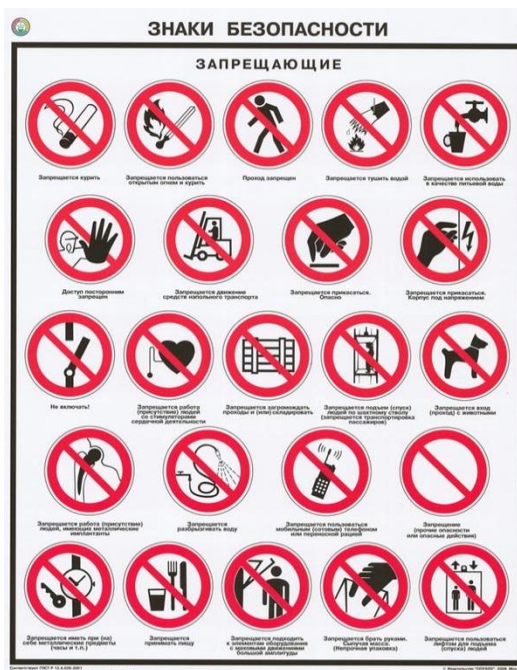 ЗНАКИ БЕЗОПАСНОСТИ
ЗАПРЕЩАЮЩИЕ
Запрещается курить
Запрещается пользоваться
открытым огнем и курить
Проход запрещен
Запрещается тушить водой
Запрещается использовать
в качестве питьевой воды
Доступ посторонним
запрещен
Запрещается движение
средств напольного транспорта
Запрещается прикасаться.
Опасно
Запрещается прикасаться.
Корпус под напряжением
Не включать!
Запрещается работа
(присутствие) людей
со стимуляторами
сердечной деятельности
Запрещается загромождать
проходы и (или) складировать
Запрещается подъем (спуск)
людей по шахтному стволу
(запрещается транспортировка
пассажиров)
Запрещается вход
(проход) с животными
Запрещается работа (присутствие)
людей, имеющих металлические
имплантанты
Запрещается
разбрызгивать воду
Запрещается пользоваться
мобильным (сотовым) телефоном
или переносной рацией
Запрещение
(прочие опасности
или опасные действия)
Запрещается иметь при (на)
себе металлические предметы
(часы и т.п.)
Запрещается
принимать пищу
Запрещается подходить
к элементам оборудования
с маховыми движениями
большой амплитуды
Запрещается брать руками.
Сыпучая масса.
(Непрочная упаковка)
Запрещается пользоваться
лифтом для подъема
(спуска) людей